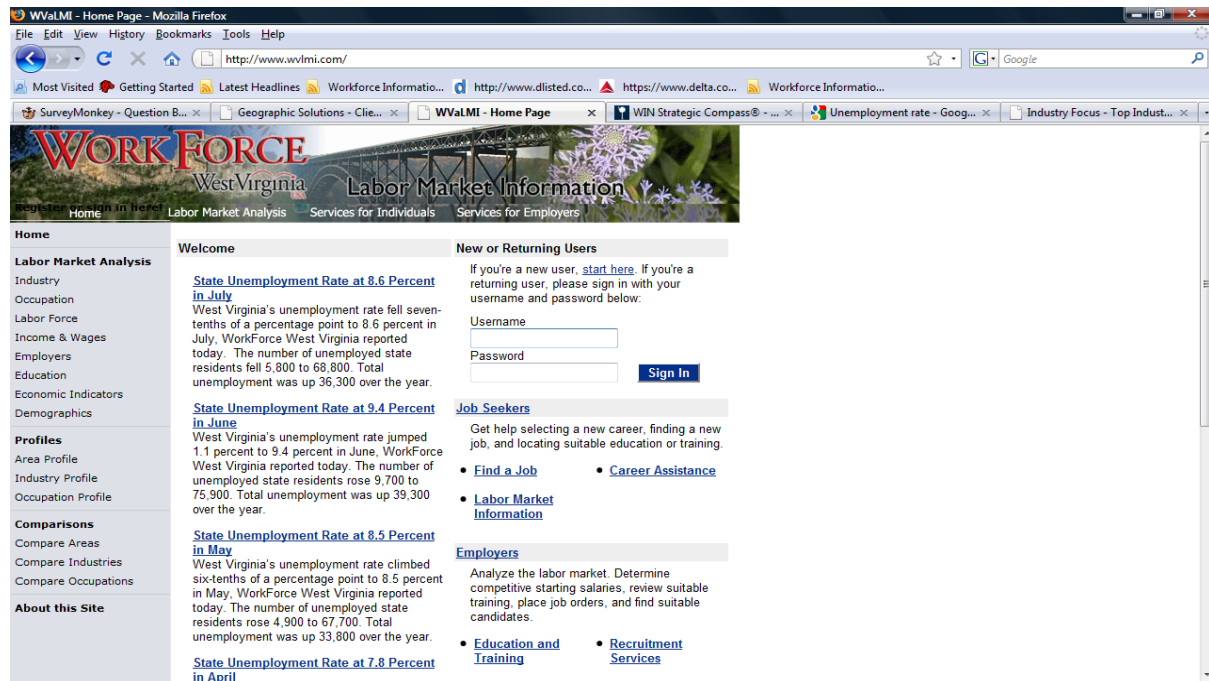 WVaLMI - Home Page - Mozilla Firefox
File Edit View History Bookmarks Tools Help
http://www.wvlmi.com/
G Google
Most Visited Getting Started Latest Headlines Workforce Informatio... http://www.dlisted.co... https://www.delta.co... Workforce Informatio...
SurveyMonkey - Question B... Geographic Solutions - Clie... WVaLMI - Home Page WIN Strategic Compass® - ... Unemployment rate - Goog... Industry Focus - Top Indust...
WORKFORCE
WestVirginia Labor Market Information
Register or sign in here!
Home Labor Market Analysis Services for Individuals Services for Employers
Home
Labor Market Analysis
Industry
Occupation
Labor Force
Income & Wages
Employers
Education
Economic Indicators
Demographics
Profiles
Area Profile
Industry Profile
Occupation Profile
Comparisons
Compare Areas
Compare Industries
Compare Occupations
About this Site
Welcome
State Unemployment Rate at 8.6 Percent
in July
West Virginia's unemployment rate fell seven-
tenths of a percentage point to 8.6 percent in
July, WorkForce West Virginia reported
today. The number of unemployed state
residents fell 5,800 to 68,800. Total
unemployment was up 36,300 over the year.
State Unemployment Rate at 9.4 Percent
in June
West Virginia's unemployment rate jumped
1.1 percent to 9.4 percent in June, WorkForce
West Virginia reported today. The number of
unemployed state residents rose 9,700 to
75,900. Total unemployment was up 39,300
over the year.
State Unemployment Rate at 8.5 Percent
in May
West Virginia's unemployment rate climbed
six-tenths of a percentage point to 8.5 percent
in May, WorkForce West Virginia reported
today. The number of unemployed state
residents rose 4,900 to 67,700. Total
unemployment was up 33,800 over the year.
State Unemployment Rate at 7.8 Percent
in April
New or Returning Users
If you're a new user, start here. If you're a
returning user, please sign in with your
username and password below:
Username
Password
Sign In
Job Seekers
Get help selecting a new career, finding a new
job, and locating suitable education or training.
• Find a Job • Career Assistance
• Labor Market
Information
Employers
Analyze the labor market. Determine
competitive starting salaries, review suitable
training, place job orders, and find suitable
candidates.
• Education and • Recruitment
Training Services